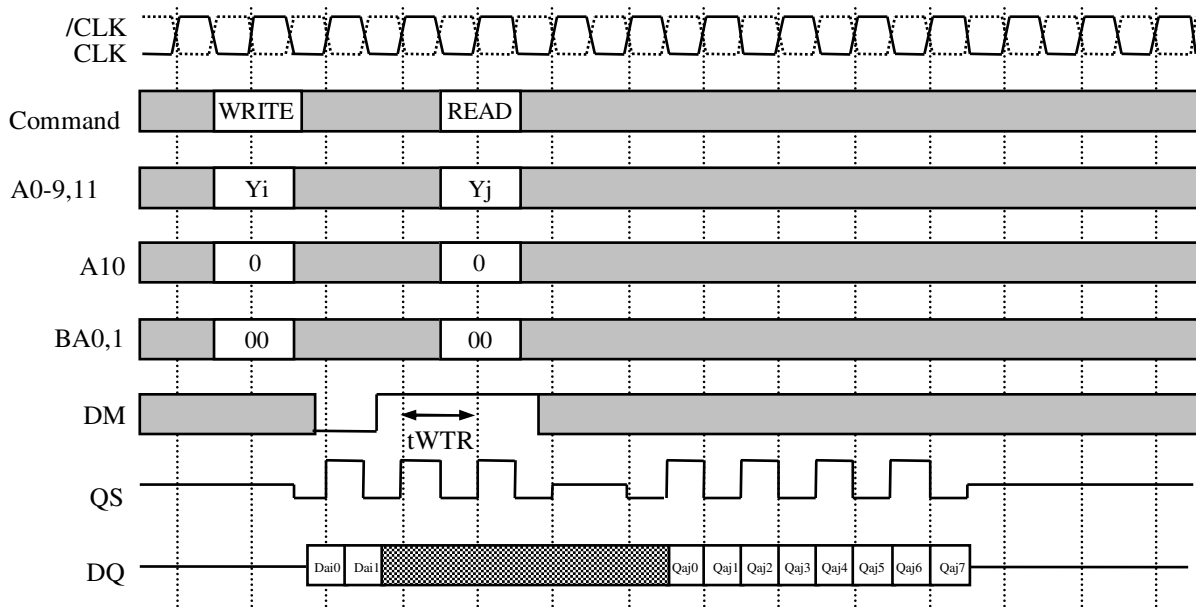 /CLK
CLK
Command WRITE READ
A0-9,11 Yi Yj
A10 0 0
BA0,1 00 00
DM
tWTR
QS
DQ Dai0 Dai1 Qaj0 Qaj1 Qaj2 Qaj3 Qaj4 Qaj5 Qaj6 Qaj7